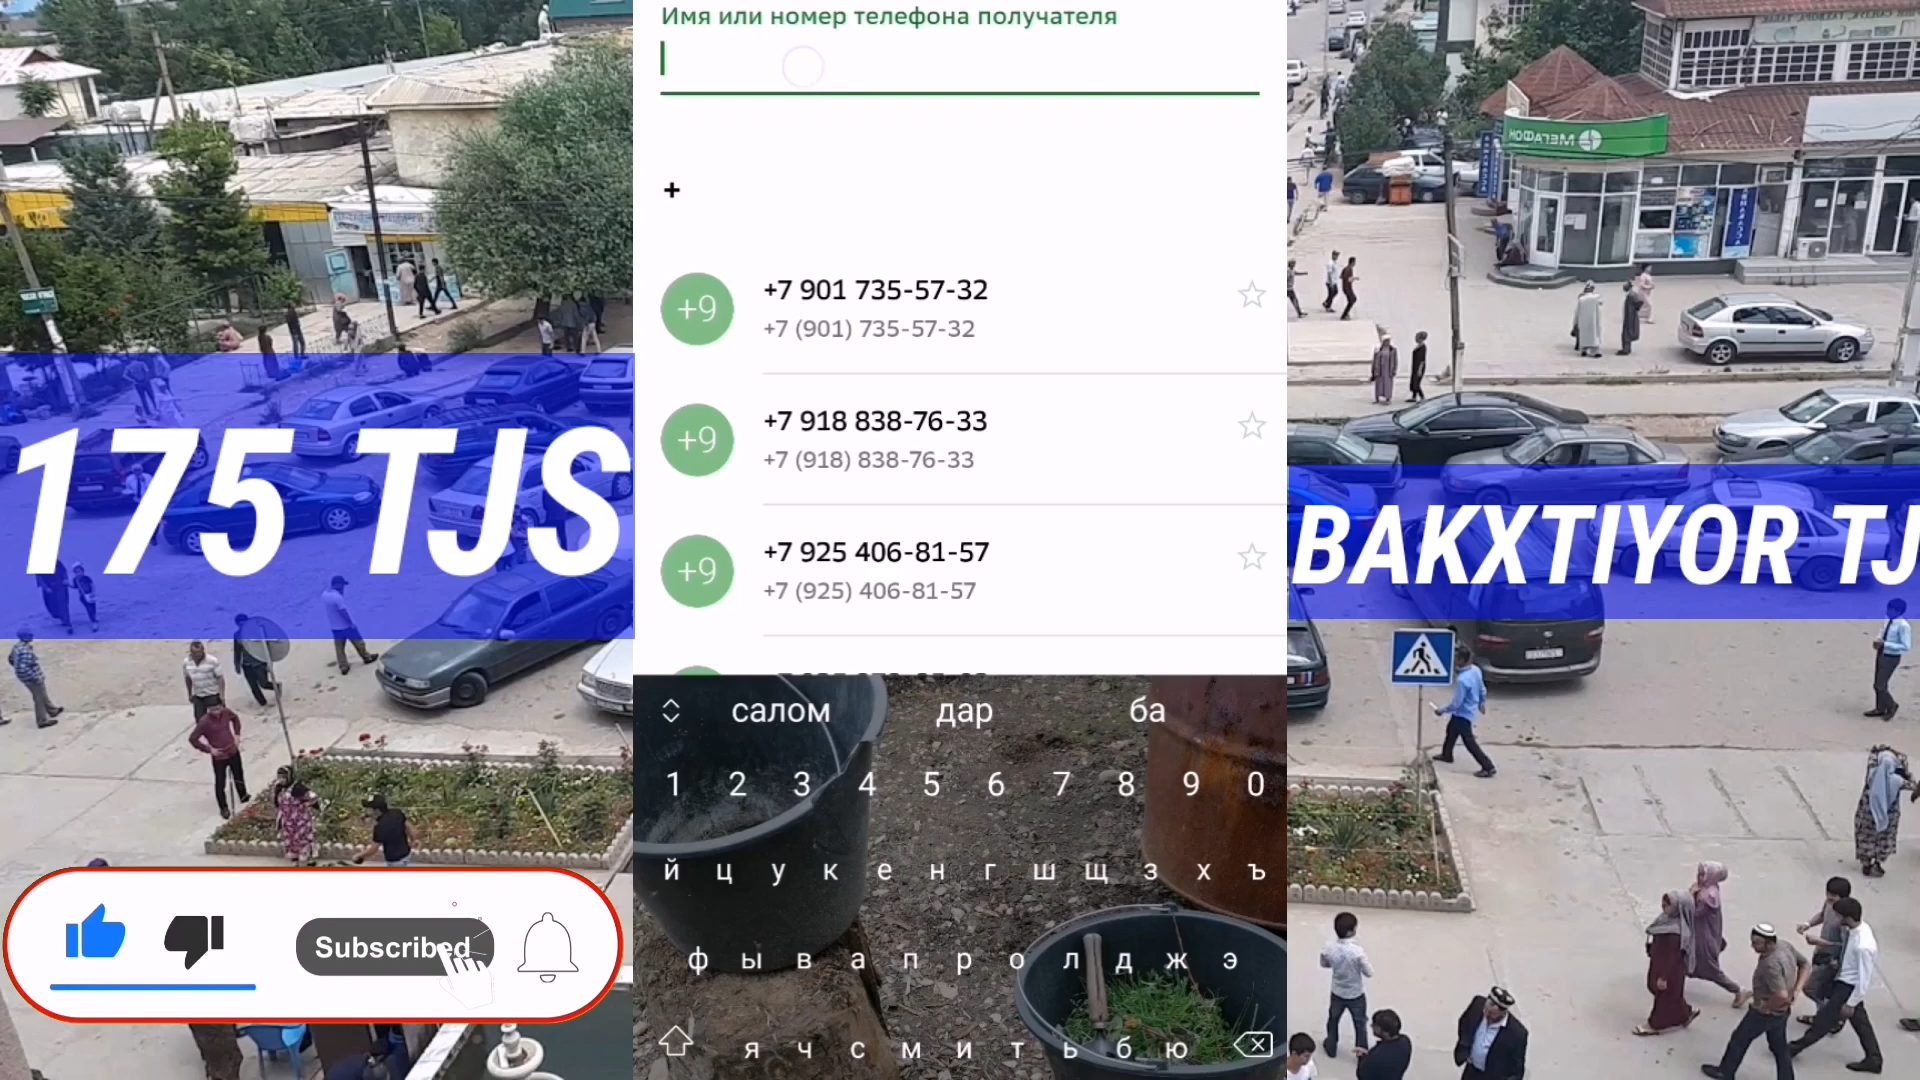 175 TJS
Subscribed
Имя или номер телефона получателя
+
+9
+7 901 735-57-32
+7 (901) 735-57-32
+9
+7 918 838-76-33
+7 (918) 838-76-33
+9
+7 925 406-81-57
+7 (925) 406-81-57
салом дар ба
1 2 3 4 5 6 7 8 9 0
й ц у к е н г ш щ з х ъ
ф ы в а п р о л д ж э
я ч с м и т ь б ю
МЕГАФОН
BAKXTIYOR TJ